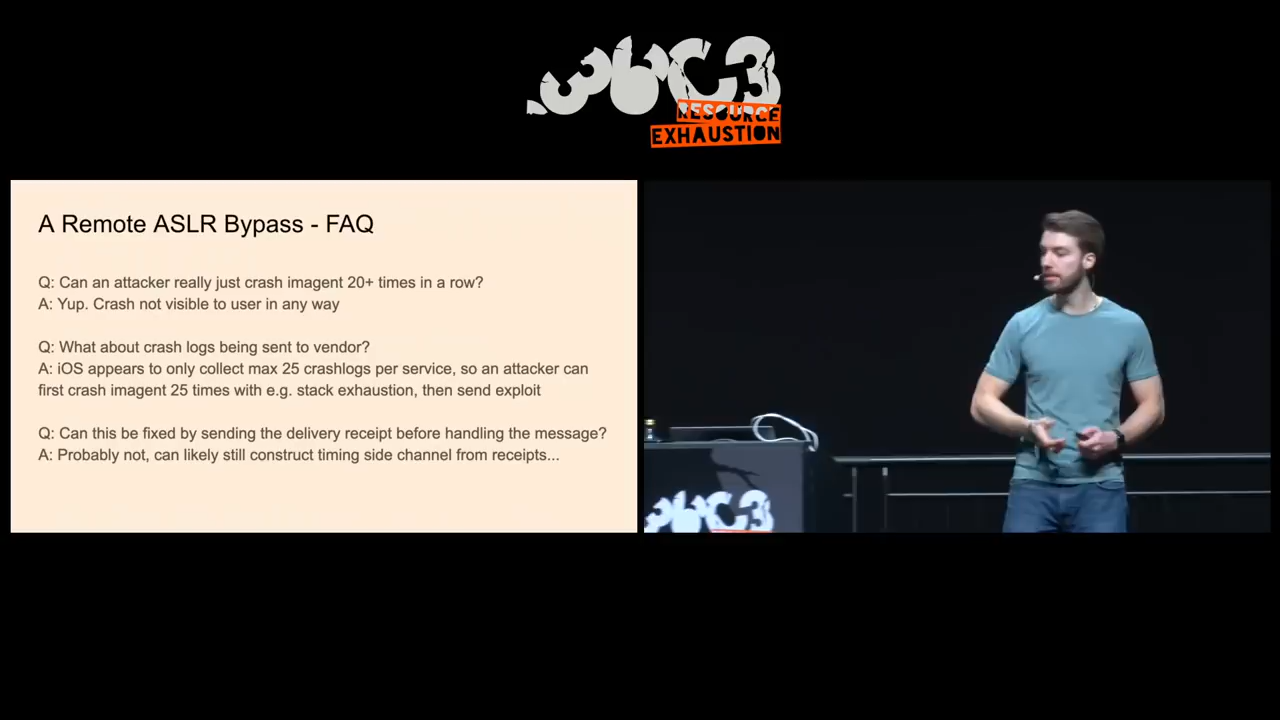 36C3
RESOURCE
EXHAUSTION
A Remote ASLR Bypass - FAQ
Q: Can an attacker really just crash imagent 20+ times in a row?
A: Yup. Crash not visible to user in any way
Q: What about crash logs being sent to vendor?
A: iOS appears to only collect max 25 crashlogs per service, so an attacker can
first crash imagent 25 times with e.g. stack exhaustion, then send exploit
Q: Can this be fixed by sending the delivery receipt before handling the message?
A: Probably not, can likely still construct timing side channel from receipts...
36C3